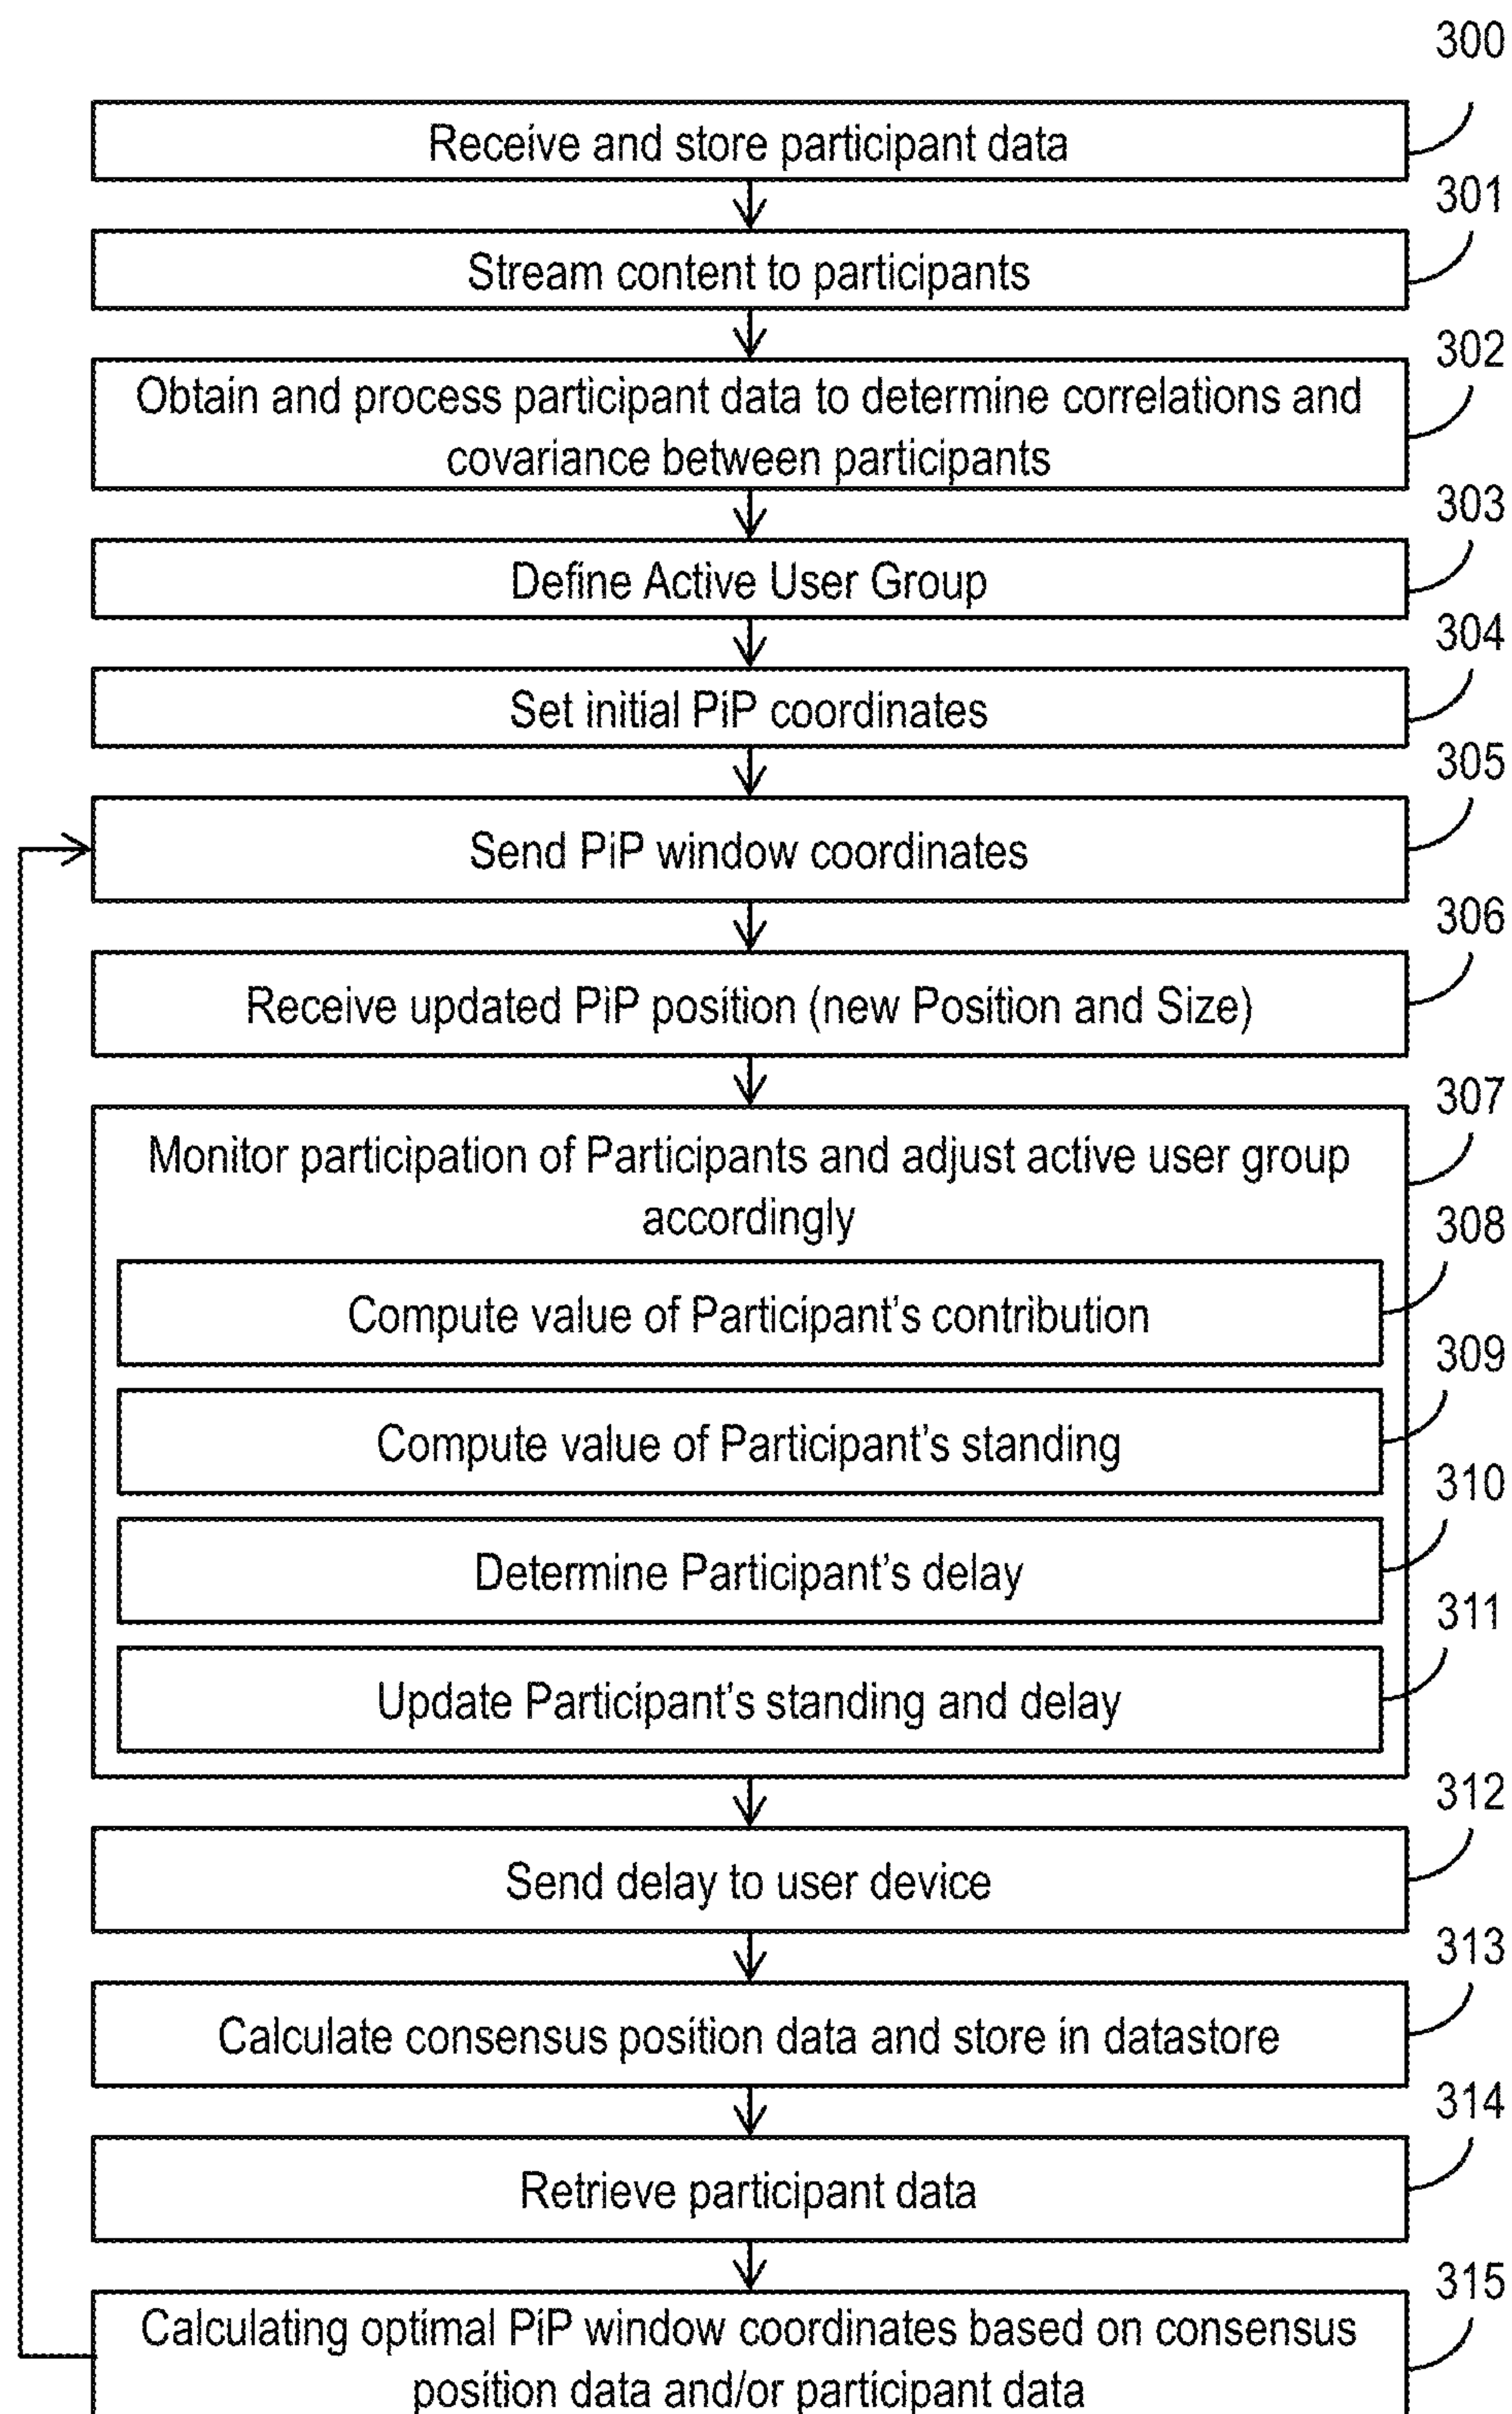 300
Receive and store participant data
301
Stream content to participants
302
Obtain and process participant data to determine correlations and
covariance between participants
303
Define Active User Group
304
Set initial PiP coordinates
305
Send PiP window coordinates
306
Receive updated PiP position (new Position and Size)
307
Monitor participation of Participants and adjust active user group
accordingly
308
Compute value of Participant's contribution
309
Compute value of Participant's standing
310
Determine Participant's delay
311
Update Participant's standing and delay
312
Send delay to user device
313
Calculate consensus position data and store in datastore
314
Retrieve participant data
315
Calculating optimal PiP window coordinates based on consensus
position data and/or participant data